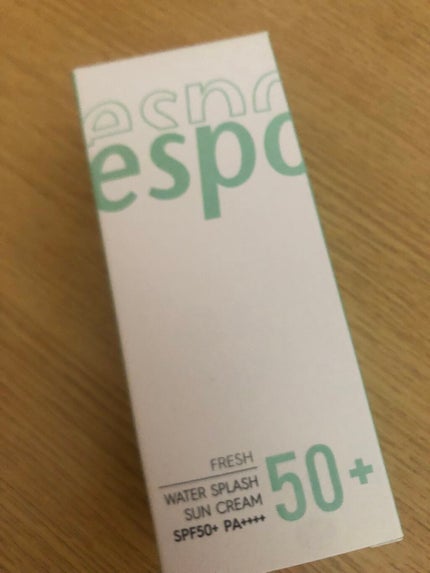 espo
FRESH
WATER SPLASH
SUN CREAM
SPF50+ PA++++
50+